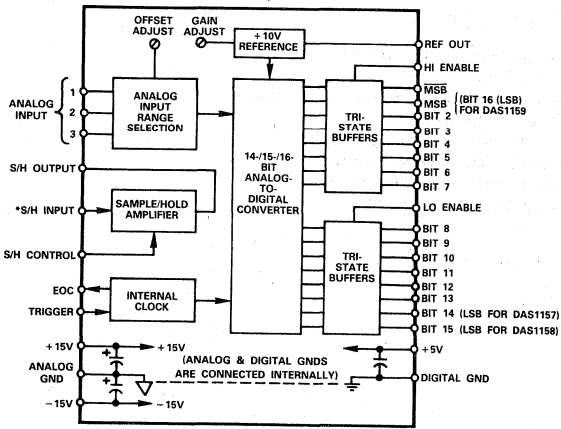 OFFSET ADJUST
GAIN ADJUST
+10V REFERENCE
REF OUT
HI ENABLE
ANALOG INPUT
1
2
3
ANALOG INPUT RANGE SELECTION
MSB
MSB
(BIT 16 (LSB) FOR DAS1159
BIT 2
BIT 3
BIT 4
BIT 5
BIT 6
BIT 7
TRI-STATE BUFFERS
14-/15-/16-BIT ANALOG-TO-DIGITAL CONVERTER
S/H OUTPUT
*S/H INPUT
SAMPLE/HOLD AMPLIFIER
S/H CONTROL
LO ENABLE
BIT 8
BIT 9
BIT 10
BIT 11
BIT 12
BIT 13
BIT 14 (LSB FOR DAS1157)
BIT 15 (LSB FOR DAS1158)
TRI-STATE BUFFERS
EOC
TRIGGER
INTERNAL CLOCK
+15V
+
+15V
ANALOG GND
+
-15V
-15V
(ANALOG & DIGITAL GNDS ARE CONNECTED INTERNALLY)
+5V
DIGITAL GND